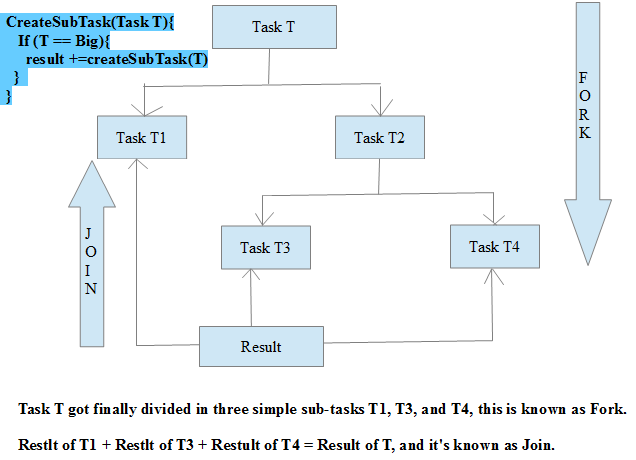 CreateSubTask(Task T){
If (T == Big){
result +=createSubTask(T)
}
}
Task T
FORK
Task T1
Task T2
JOIN
Task T3
Task T4
Result
Task T got finally divided in three simple sub-tasks T1, T3, and T4, this is known as Fork.
Restlt of T1 + Restlt of T3 + Restult of T4 = Result of T, and it's known as Join.